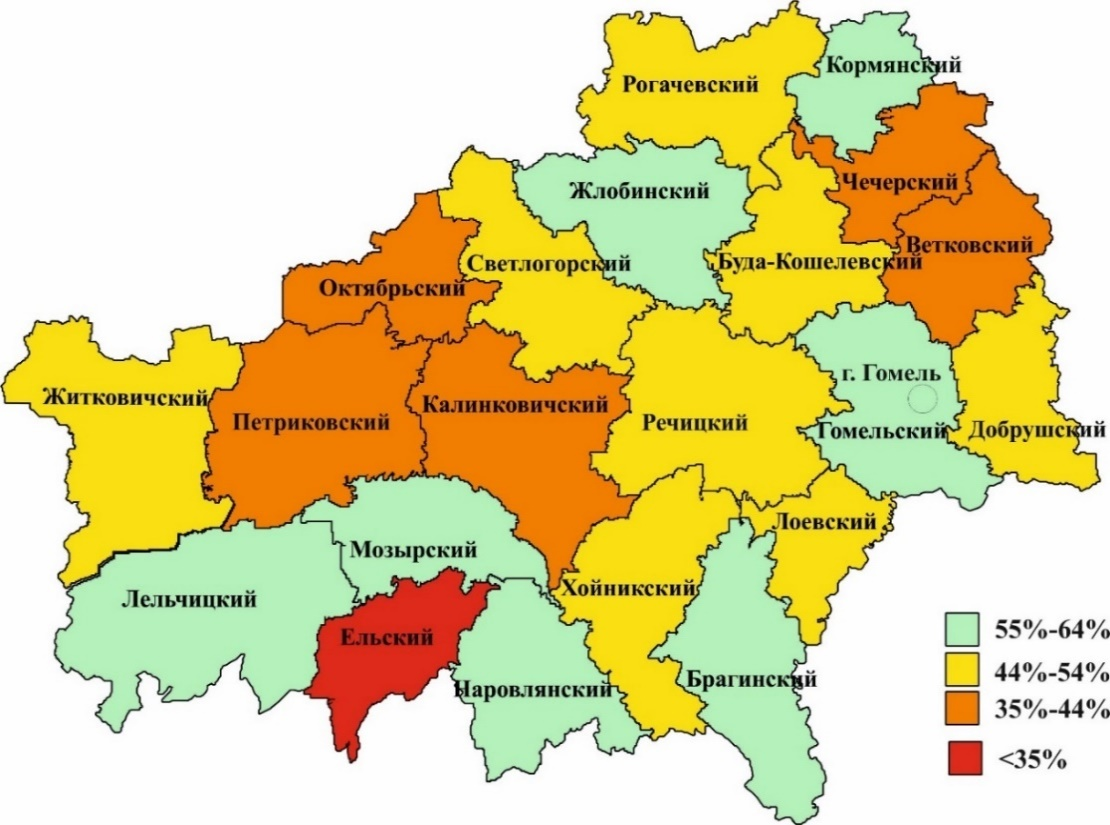 Кормянский
Рогачевский
Чечерский
Жлобинский
Ветковский
Буда-Кошелевский
Светлогорский
Октябрьский
г. Гомель
Житковичский
Калинковичский
Петриковский
Речицкий
Гомельский
Добрушский
Лоевский
Мозырский
Хойникский
Лельчицкий
Ельский
Наровлянский
Брагинский
55%-64%
44%-54%
35%-44%
<35%